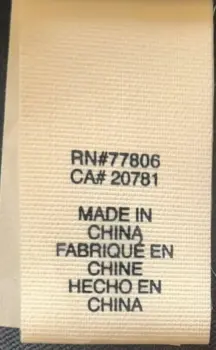 RN#77806
CA# 20781
MADE IN
CHINA
FABRIQUÉ EN
CHINE
HECHO EN
CHINA